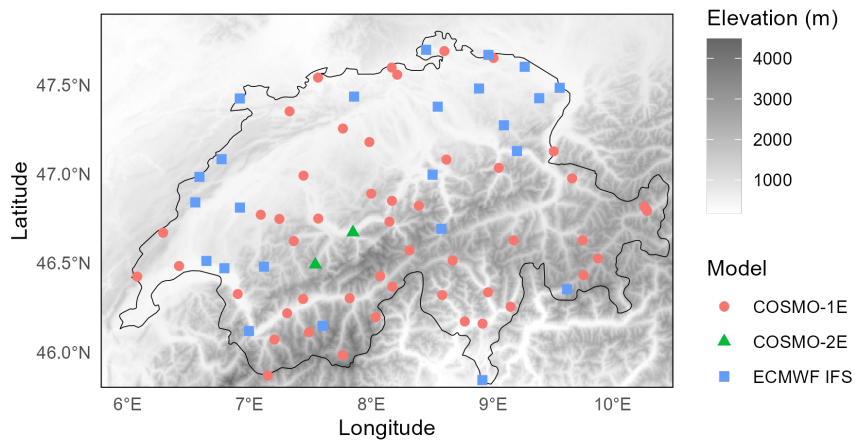 Elevation (m)
4000
3000
2000
1000
47.5°N
47.0°N
46.5°N
46.0°N
Latitude
6°E
7°E
8°E
9°E
10°E
Longitude
Model
COSMO-1E
COSMO-2E
ECMWF IFS